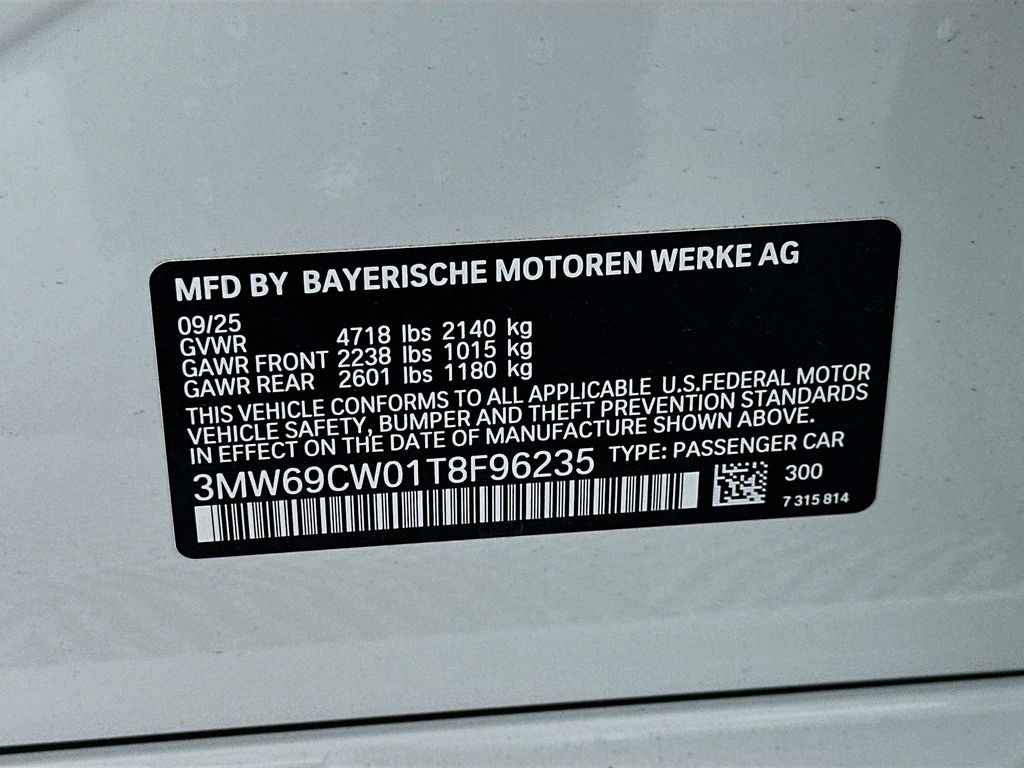 MFD BY BAYERISCHE MOTOREN WERKE AG
09/25
GVWR 4718 lbs 2140 kg
GAWR FRONT 2238 lbs 1015 kg
GAWR REAR 2601 lbs 1180 kg
THIS VEHICLE CONFORMS TO ALL APPLICABLE U.S.FEDERAL MOTOR
VEHICLE SAFETY, BUMPER AND THEFT PREVENTION STANDARDS
IN EFFECT ON THE DATE OF MANUFACTURE SHOWN ABOVE.
3MW69CW01T8F96235 TYPE: PASSENGER CAR
300
7 315 814